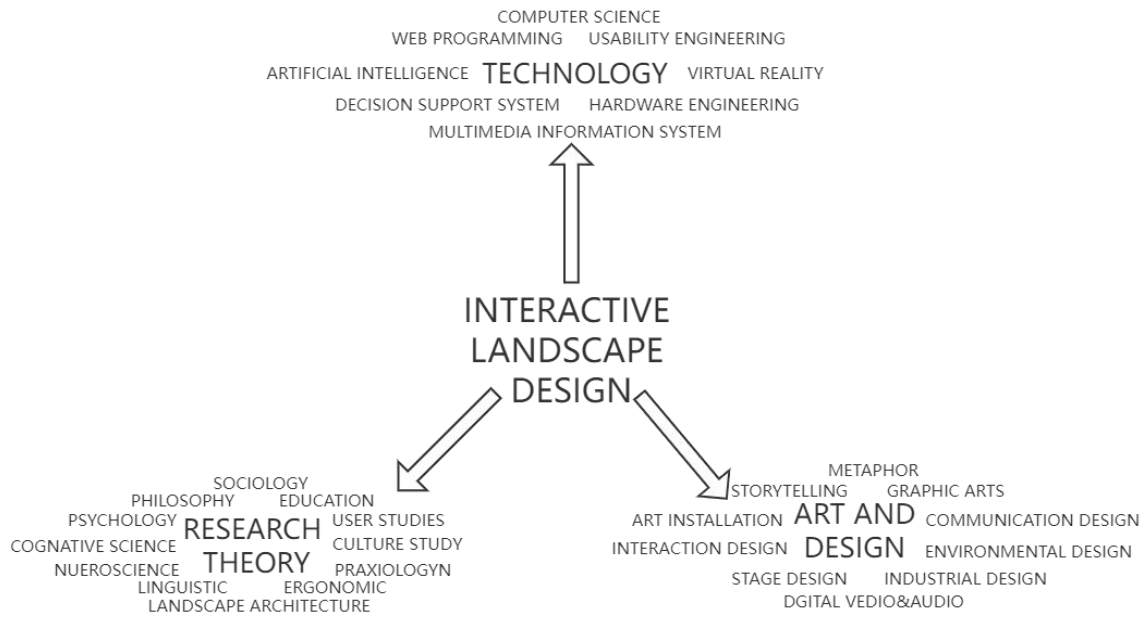 COMPUTER SCIENCE
WEB PROGRAMMING USABILITY ENGINEERING
ARTIFICIAL INTELLIGENCE TECHNOLOGY VIRTUAL REALITY
DECISION SUPPORT SYSTEM HARDWARE ENGINEERING
MULTIMEDIA INFORMATION SYSTEM
INTERACTIVE
LANDSCAPE
DESIGN
SOCIOLOGY
PHILOSOPHY EDUCATION
PSYCHOLOGY RESEARCH USER STUDIES
COGNATIVE SCIENCE THEORY CULTURE STUDY
NUEROSCIENCE PRAXIOLOGYN
LINGUISTIC ERGONOMIC
LANDSCAPE ARCHITECTURE
METAPHOR
STORYTELLING GRAPHIC ARTS
ART INSTALLATION ART AND COMMUNICATION DESIGN
INTERACTION DESIGN DESIGN ENVIRONMENTAL DESIGN
STAGE DESIGN INDUSTRIAL DESIGN
DGITAL VEDIO&AUDIO